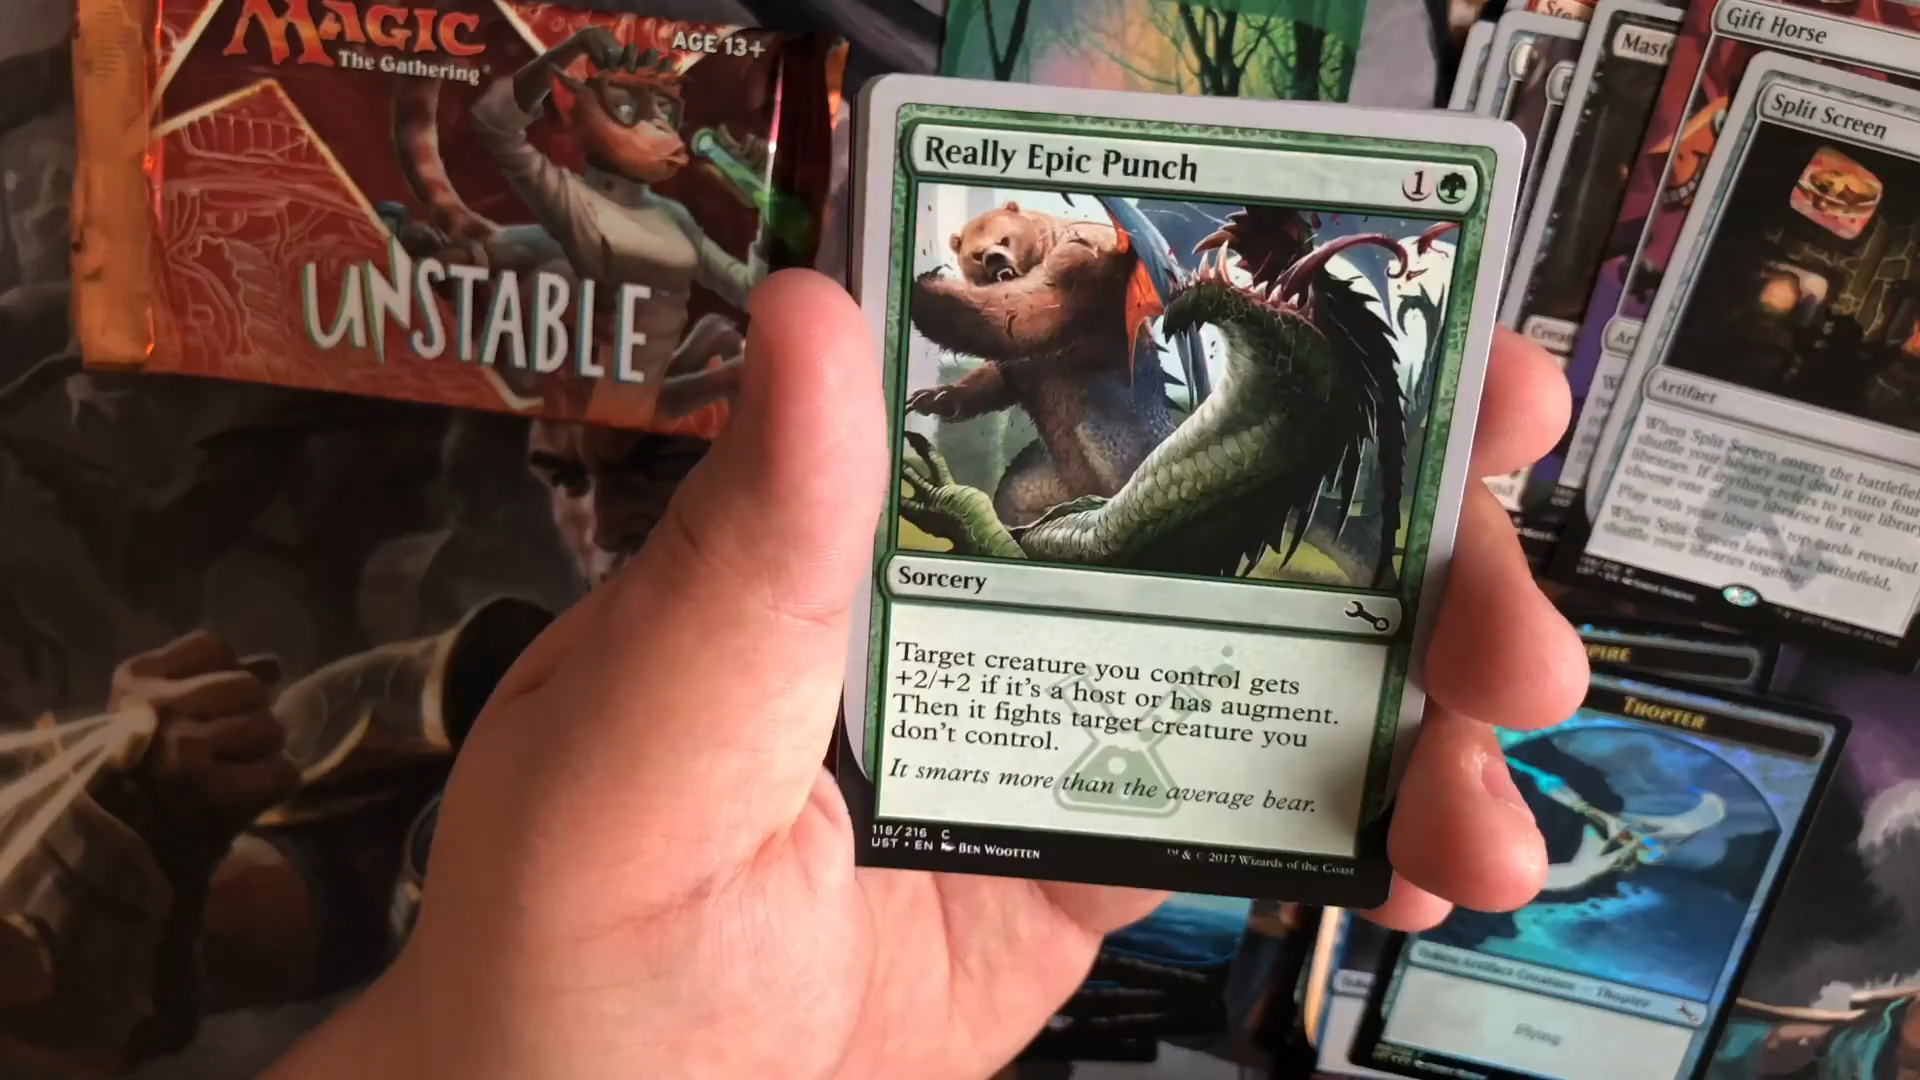 MAGIC
The Gathering
AGE 13+
UNSTABLE
Really Epic Punch
1
Sorcery
Target creature you control gets
+2/+2 if it's a host or has augment.
Then it fights target creature you
don't control.
It smarts more than the average bear.
118/216 C
UST • EN BEN WOOTTEN
™ & © 2017 Wizards of the Coast
Gift Horse
Split Screen
Artifact
When Split Screen enters the battlefield,
shuffle your library and deal it into four
libraries. If anything refers to your library,
choose one of your libraries for it.
Play with your libraries' top cards revealed
When Split Screen leaves the battlefield,
shuffle your libraries together.
THOPTER
Token Artifact Creature — Thopter
Flying